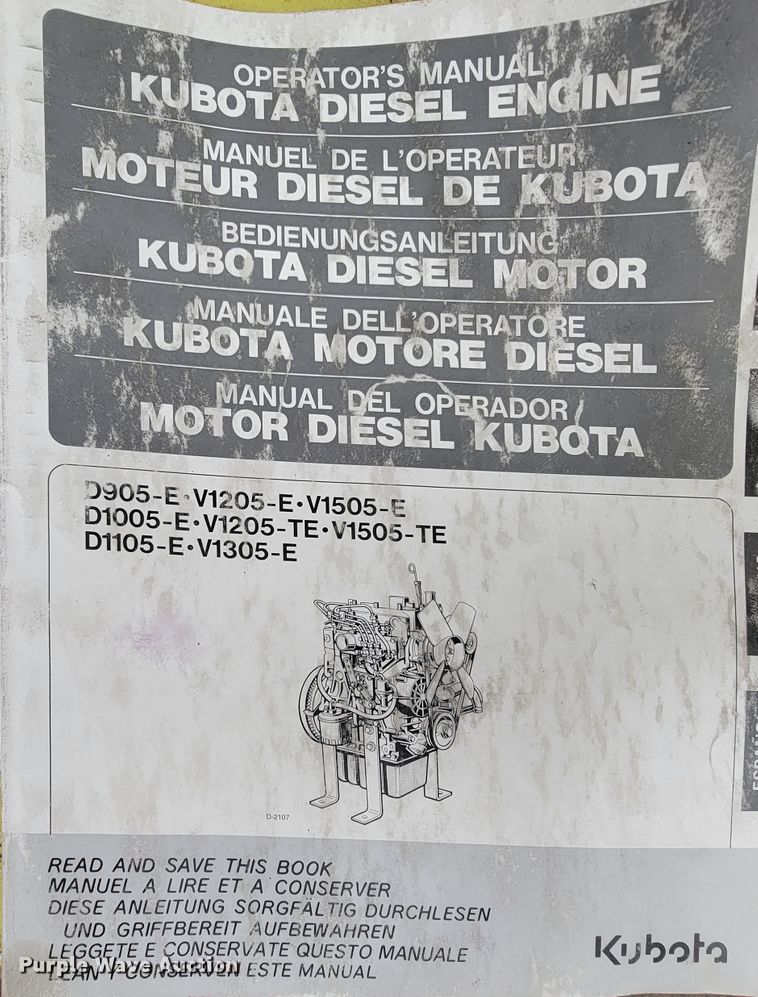 OPERATOR'S MANUAL
KUBOTA DIESEL ENGINE
MANUEL DE L'OPERATEUR
MOTEUR DIESEL DE KUBOTA
BEDIENUNGSANLEITUNG
KUBOTA DIESEL MOTOR
MANUALE DELL'OPERATORE
KUBOTA MOTORE DIESEL
MANUAL DEL OPERADOR
MOTOR DIESEL KUBOTA
D905-E·V1205-E·V1505-E
D1005-E·V1205-TE·V1505-TE
D1105-E·V1305-E
D-2107
READ AND SAVE THIS BOOK
MANUEL A LIRE ET A CONSERVER
DIESE ANLEITUNG SORGFÄLTIG DURCHLESEN
UND GRIFFBEREIT AUFBEWAHREN
LEGGETE E CONSERVATE QUESTO MANUALE
LEAN Y CONSERVEN ESTE MANUAL
Kubota
Purple Wave Auction